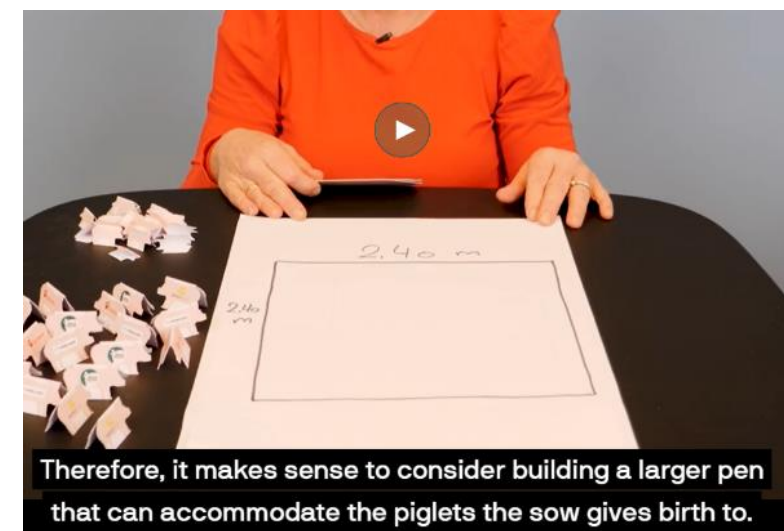 2.40 m
2.40
m
Therefore, it makes sense to consider building a larger pen
that can accommodate the piglets the sow gives birth to.